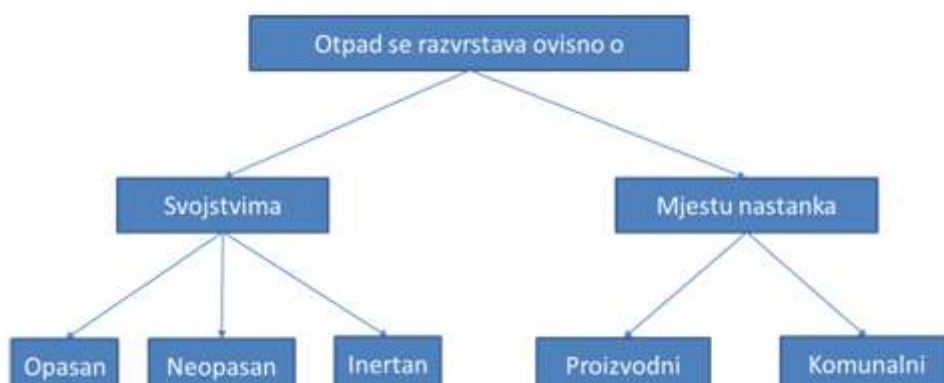 Otpad se razvrstava ovisno o
Svojstvima
Mjestu nastanka
Opasan
Neopasan
Inertan
Proizvodni
Komunalni